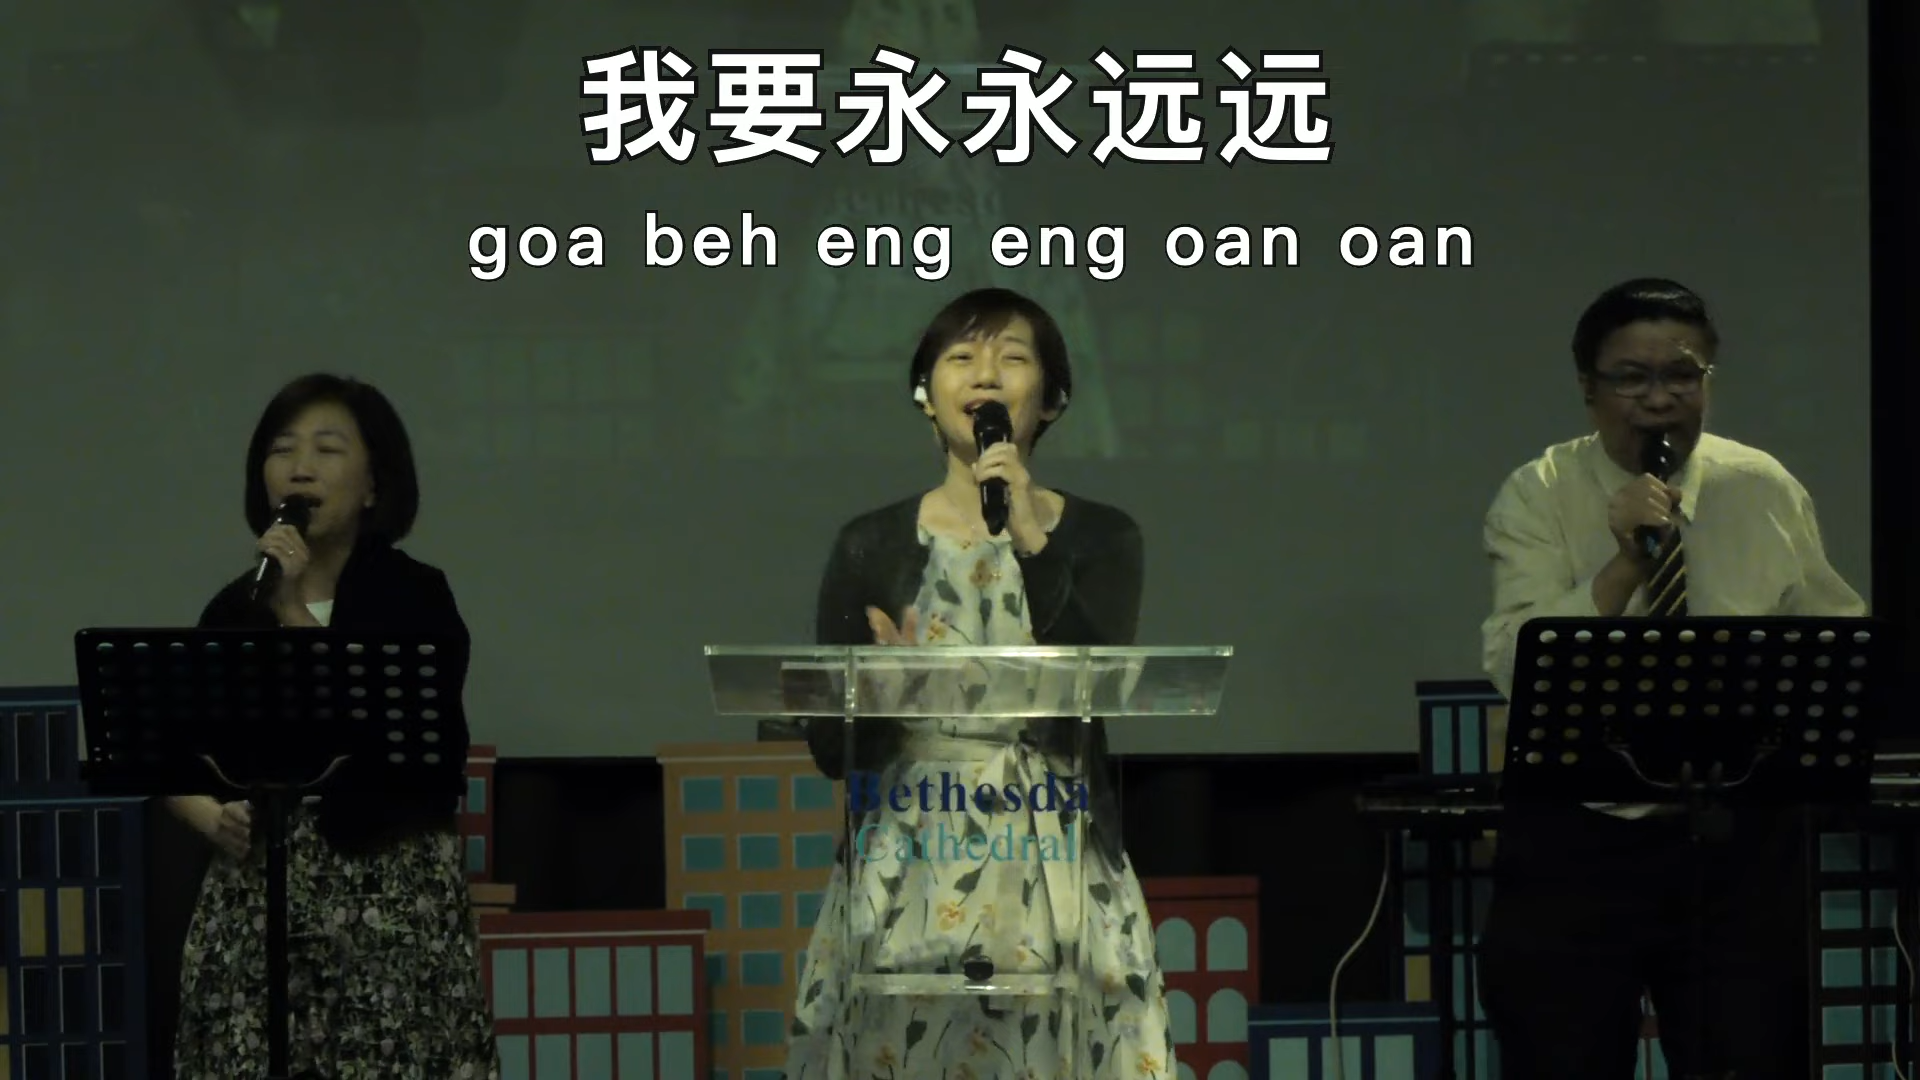 我要永永远远
goa beh eng eng oan oan
Bethesda
Cathedral